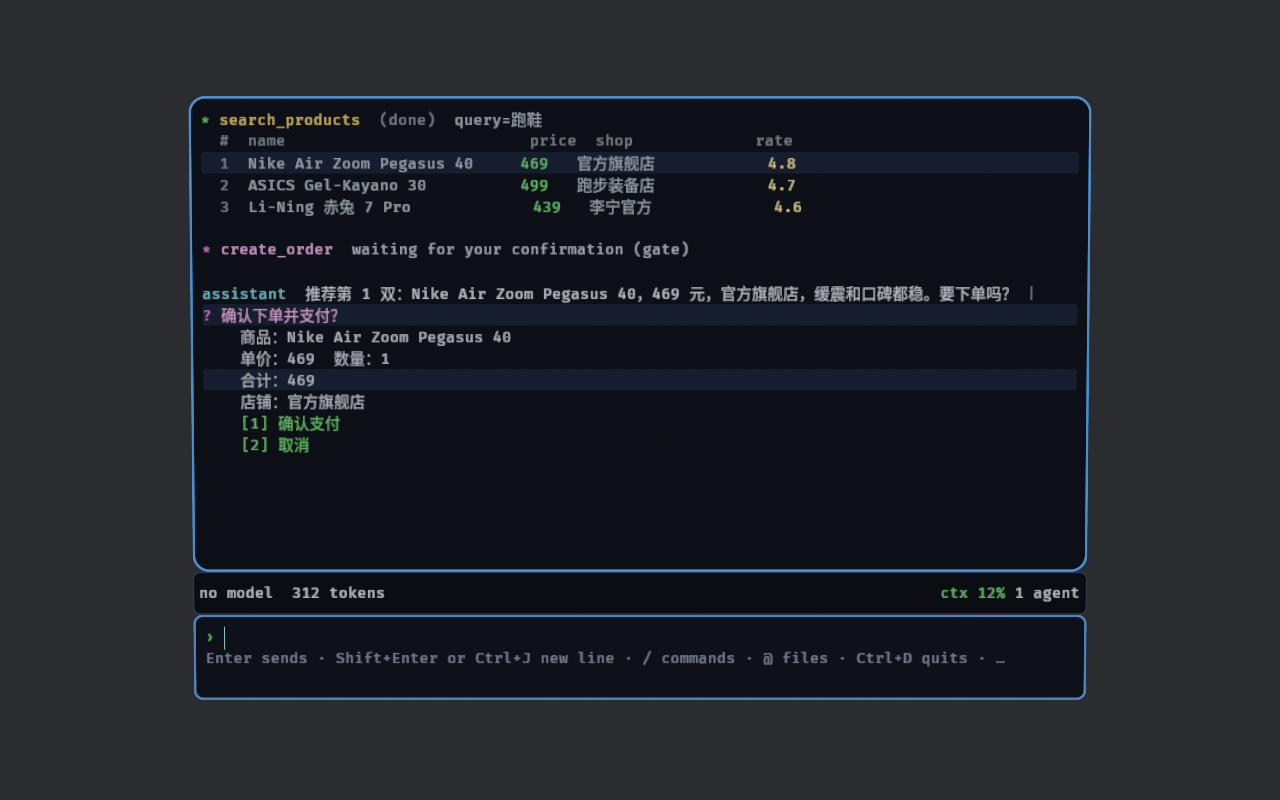 * search_products (done) query=跑鞋
# name price shop rate
1 Nike Air Zoom Pegasus 40 469 官方旗舰店 4.8
2 ASICS Gel-Kayano 30 499 跑步装备店 4.7
3 Li-Ning 赤兔 7 Pro 439 李宁官方 4.6
* create_order waiting for your confirmation (gate)
assistant 推荐第 1 双：Nike Air Zoom Pegasus 40，469 元，官方旗舰店，缓震和口碑都稳。要下单吗？
? 确认下单并支付？
商品：Nike Air Zoom Pegasus 40
单价：469 数量：1
合计：469
店铺：官方旗舰店
[1] 确认支付
[2] 取消
no model 312 tokens ctx 12% 1 agent
›
Enter sends · Shift+Enter or Ctrl+J new line · / commands · @ files · Ctrl+D quits · …